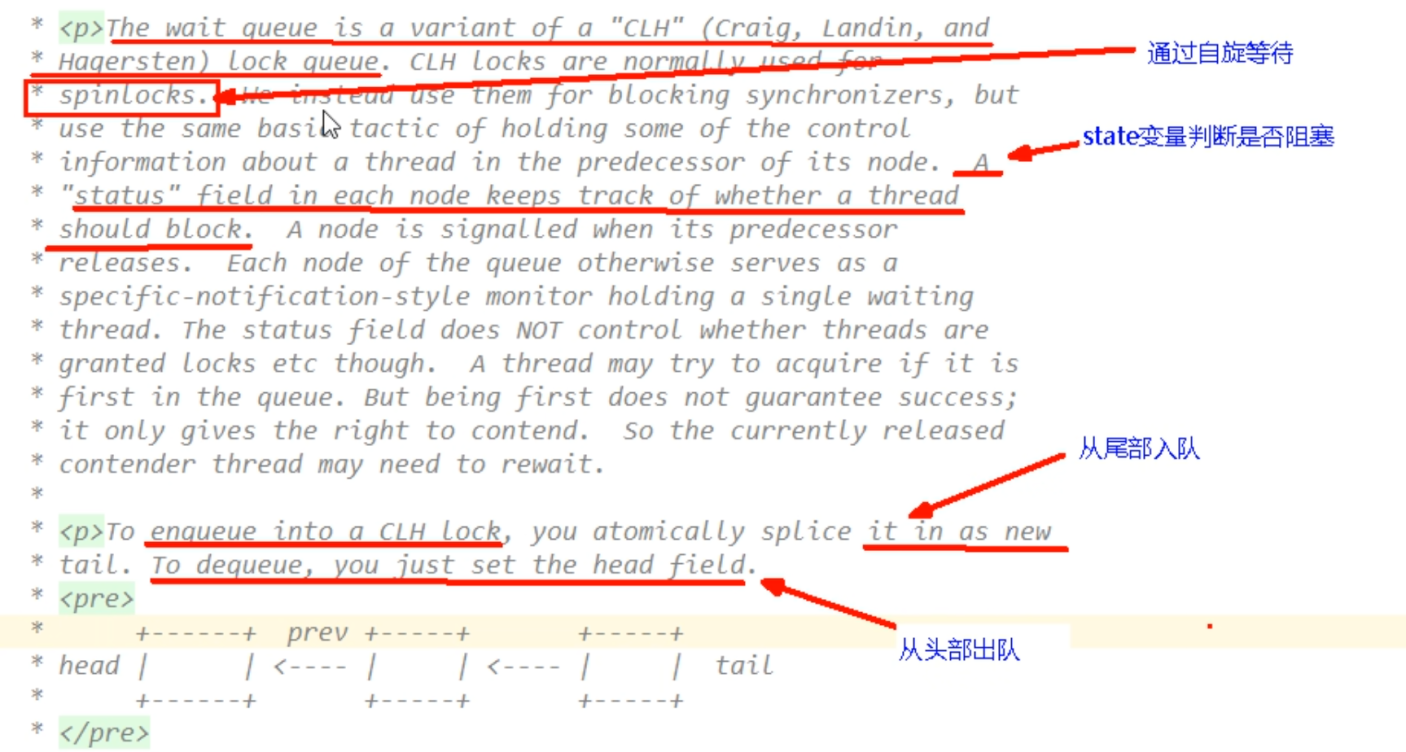 * <p>The wait queue is a variant of a "CLH" (Craig, Landin, and
* Hagersten) lock queue. CLH locks are normally used for
通过自旋等待
* spinlocks. We instead use them for blocking synchronizers, but
* use the same basic tactic of holding some of the control
state变量判断是否阻塞
* information about a thread in the predecessor of its node.  A
* "status" field in each node keeps track of whether a thread
* should block.  A node is signalled when its predecessor
* releases.  Each node of the queue otherwise serves as a
* specific-notification-style monitor holding a single waiting
* thread. The status field does NOT control whether threads are
* granted locks etc though.  A thread may try to acquire if it is
* first in the queue. But being first does not guarantee success;
* it only gives the right to contend.  So the currently released
从尾部入队
* contender thread may need to rewait.
*
* <p>To enqueue into a CLH lock, you atomically splice it in as new
* tail. To dequeue, you just set the head field.
* <pre>
*      +------+  prev +-----+       +-----+
从头部出队
* head |      | <---- |     | <---- |     |  tail
*      +------+       +-----+       +-----+
* </pre>